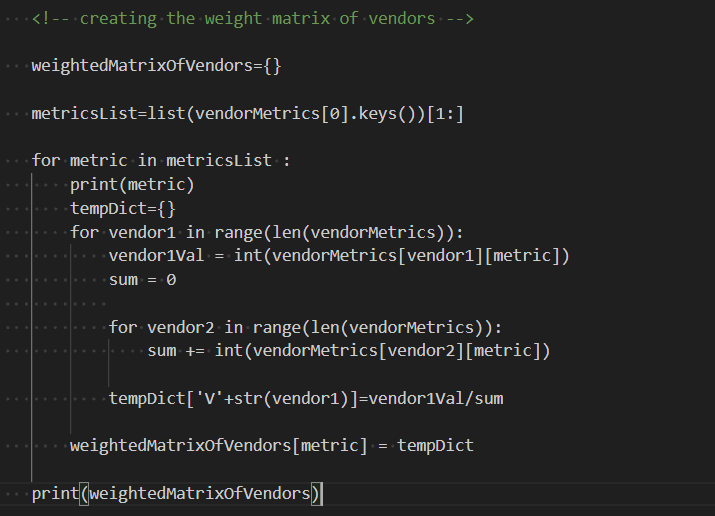 <!-- creating the weight matrix of vendors -->
weightedMatrixOfVendors={}
metricsList=list(vendorMetrics[0].keys())[1:]
for metric in metricsList :
print(metric)
tempDict={}
for vendor1 in range(len(vendorMetrics)):
vendor1Val = int(vendorMetrics[vendor1][metric])
sum = 0
for vendor2 in range(len(vendorMetrics)):
sum += int(vendorMetrics[vendor2][metric])
tempDict['V'+str(vendor1)]=vendor1Val/sum
weightedMatrixOfVendors[metric] = tempDict
print(weightedMatrixOfVendors)